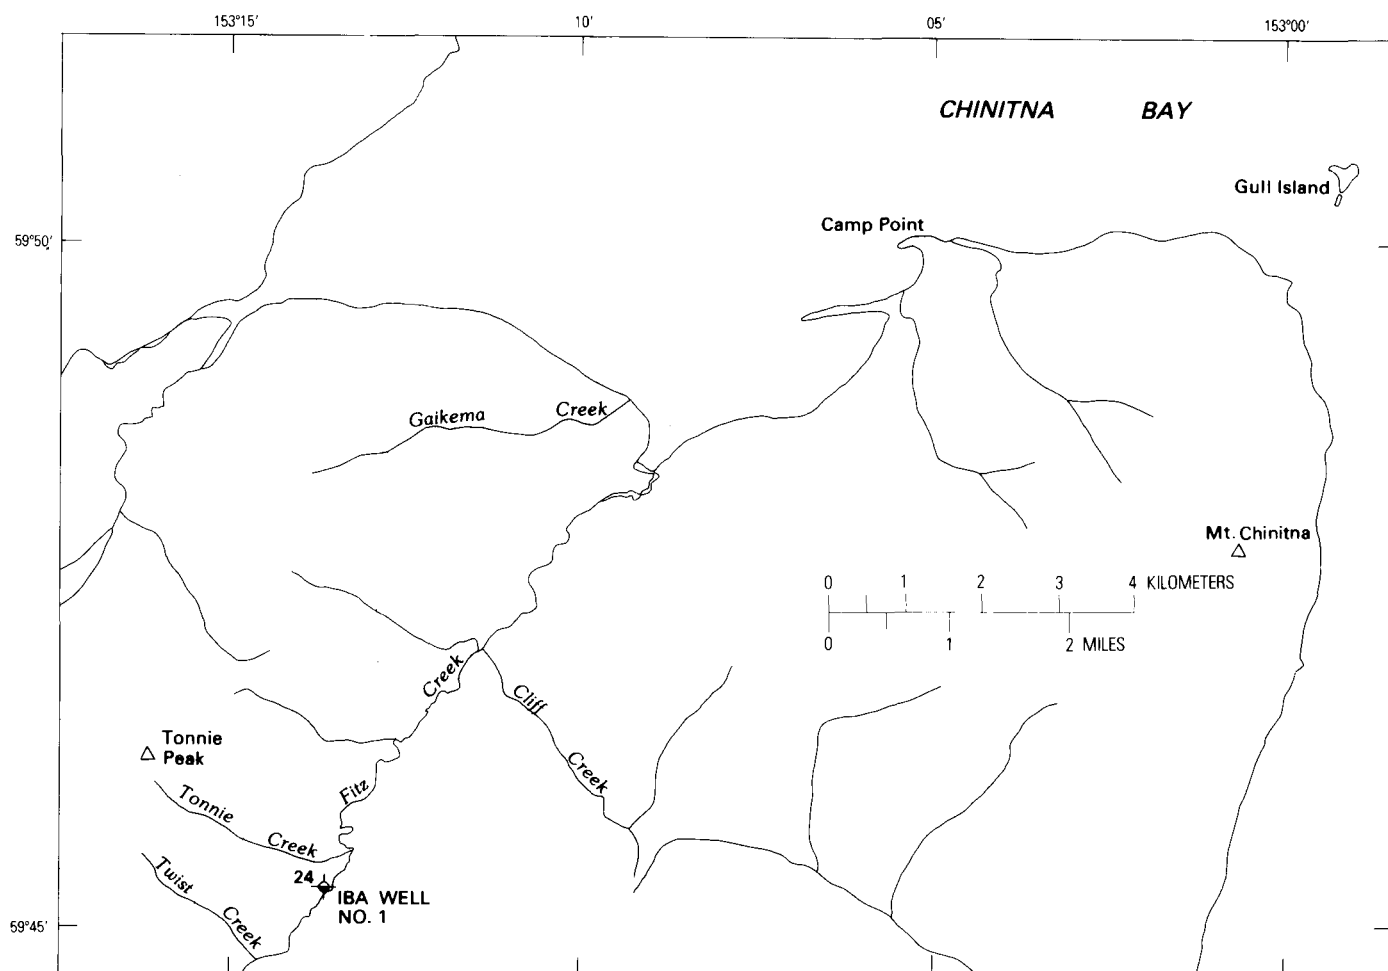 153°15'
10'
05'
153°00'
CHINITNA BAY
Gull Island
Camp Point
59°50'
Gaikema Creek
Mt. Chinitna
0 1 2 3 4 KILOMETERS
0 1 2 MILES
Creek
Cliff
Creek
Tonnie
Peak
Fitz
Tonnie
Creek
Twist
Creek
24
IBA WELL
NO. 1
59°45'